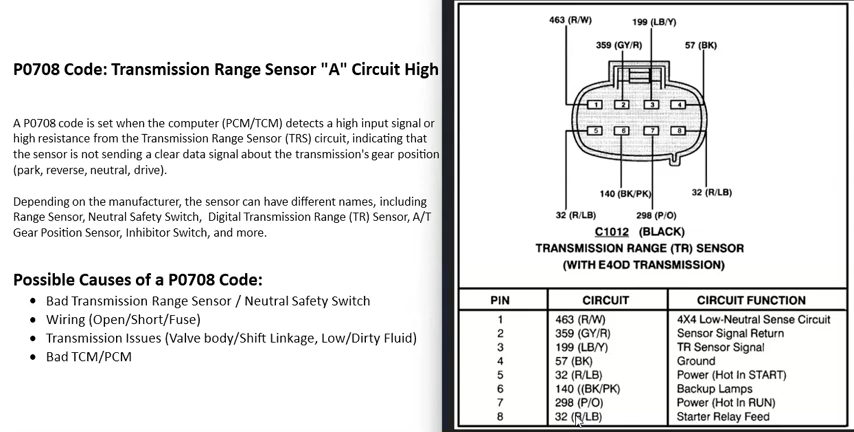 P0708 Code: Transmission Range Sensor "A" Circuit High
A P0708 code is set when the computer (PCM/TCM) detects a high input signal or
high resistance from the Transmission Range Sensor (TRS) circuit, indicating that
the sensor is not sending a clear data signal about the transmission's gear position
(park, reverse, neutral, drive).
Depending on the manufacturer, the sensor can have different names, including
Range Sensor, Neutral Safety Switch, Digital Transmission Range (TR) Sensor, A/T
Gear Position Sensor, Inhibitor Switch, and more.
Possible Causes of a P0708 Code:
• Bad Transmission Range Sensor / Neutral Safety Switch
• Wiring (Open/Short/Fuse)
• Transmission Issues (Valve body/Shift Linkage, Low/Dirty Fluid)
• Bad TCM/PCM
463 (R/W)
199 (LB/Y)
359 (GY/R)
57 (BK)
1 2 3 4
5 6 7 8
140 (BK/PK)
32 (R/LB)
32 (R/LB)
298 (P/O)
C1012 (BLACK)
TRANSMISSION RANGE (TR) SENSOR
(WITH E4OD TRANSMISSION)
PIN CIRCUIT CIRCUIT FUNCTION
1 463 (R/W) 4X4 Low-Neutral Sense Circuit
2 359 (GY/R) Sensor Signal Return
3 199 (LB/Y) TR Sensor Signal
4 57 (BK) Ground
5 32 (R/LB) Power (Hot In START)
6 140 ((BK/PK) Backup Lamps
7 298 (P/O) Power (Hot In RUN)
8 32 (R/LB) Starter Relay Feed